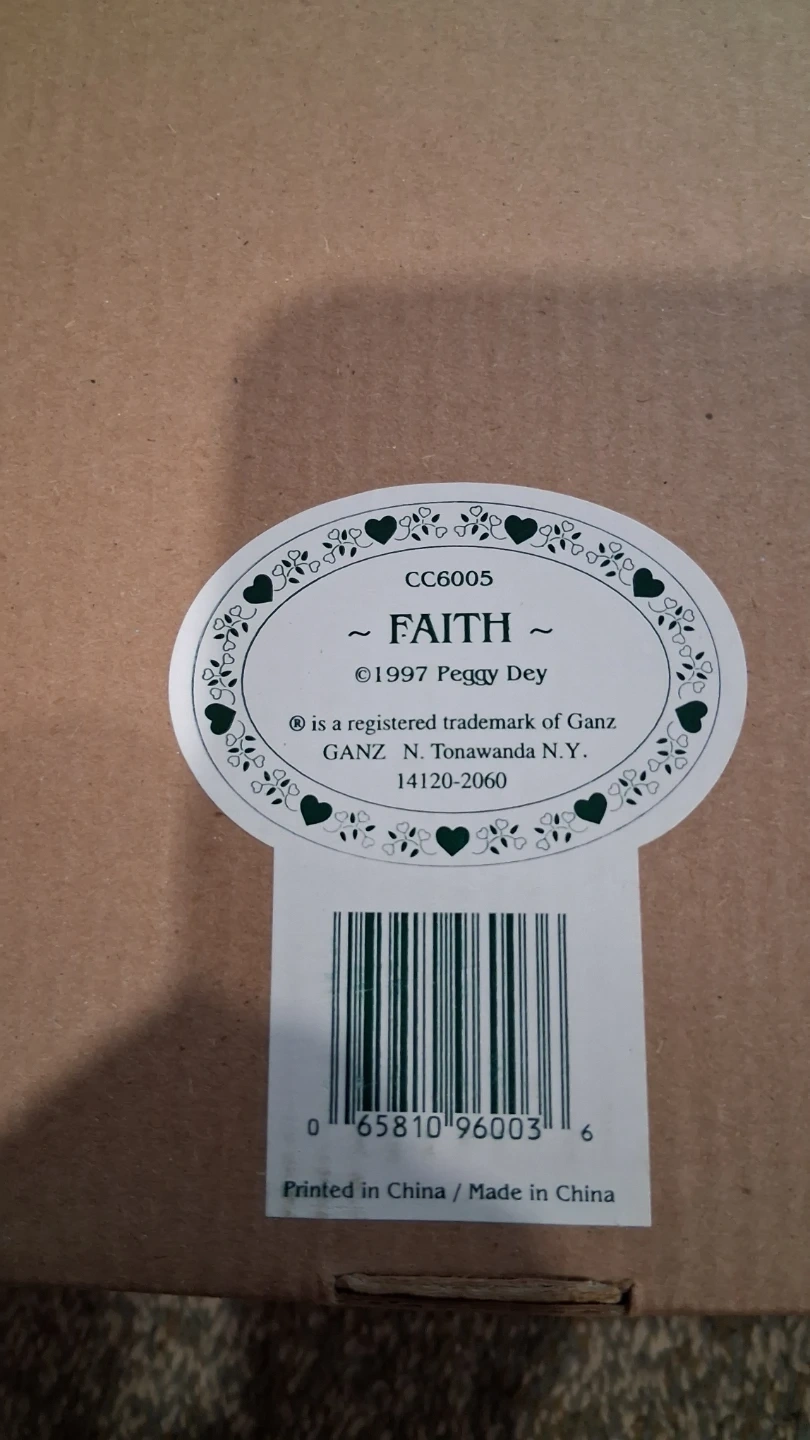 CC6005
~ FAITH ~
©1997 Peggy Dey
® is a registered trademark of Ganz
GANZ N. Tonawanda N.Y.
14120-2060
0 65810 96003 6
Printed in China / Made in China